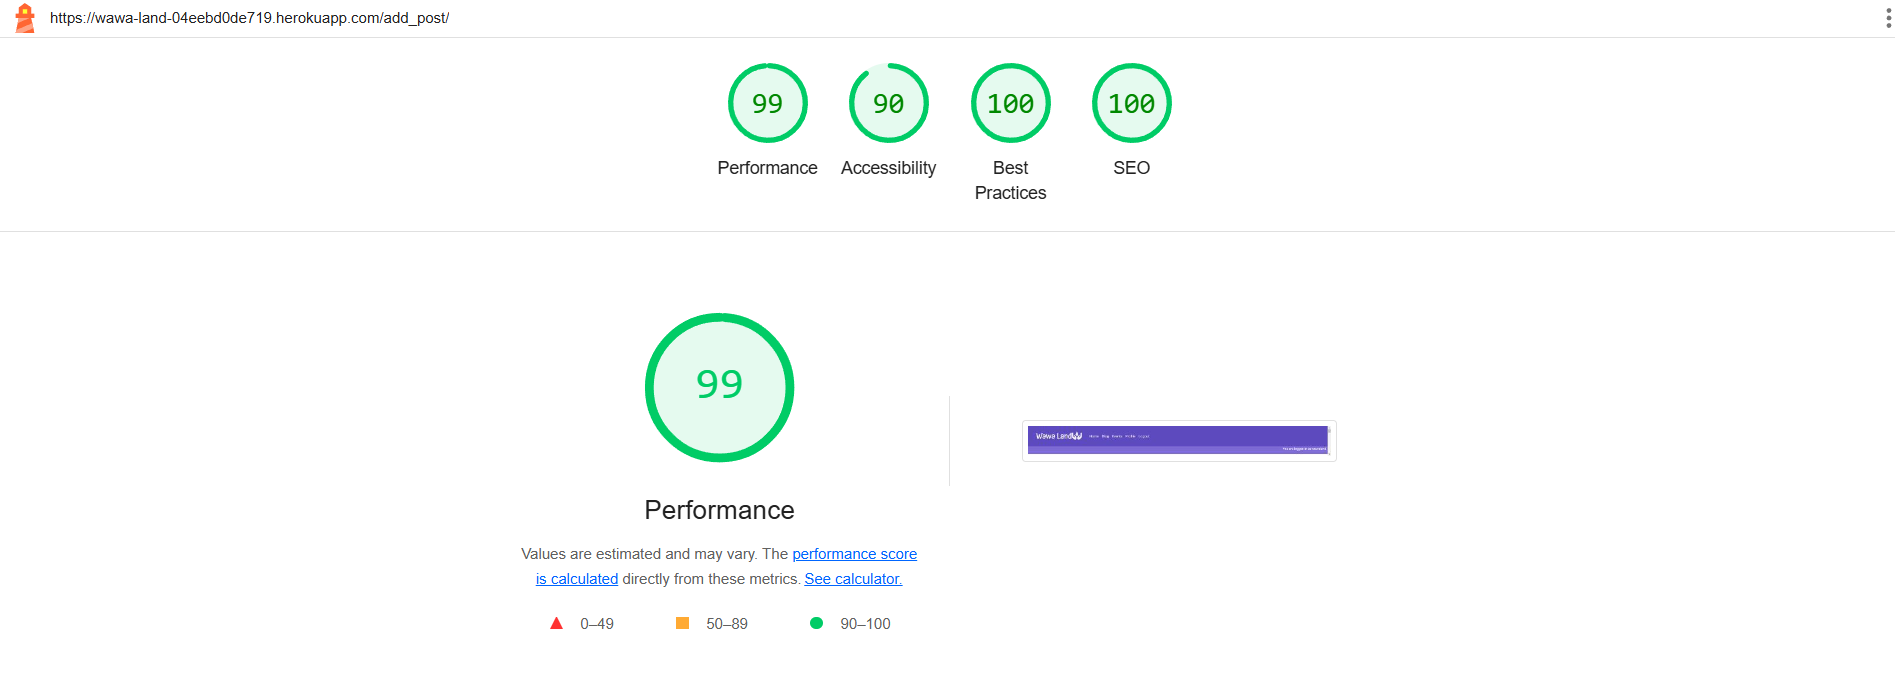 https://wawa-land-04eebd0de719.herokuapp.com/add_post/
99
90
100
100
Performance
Accessibility
Best
Practices
SEO
99
Wawa Land
Performance
Values are estimated and may vary. The performance score
is calculated directly from these metrics. See calculator.
0–49
50–89
90–100